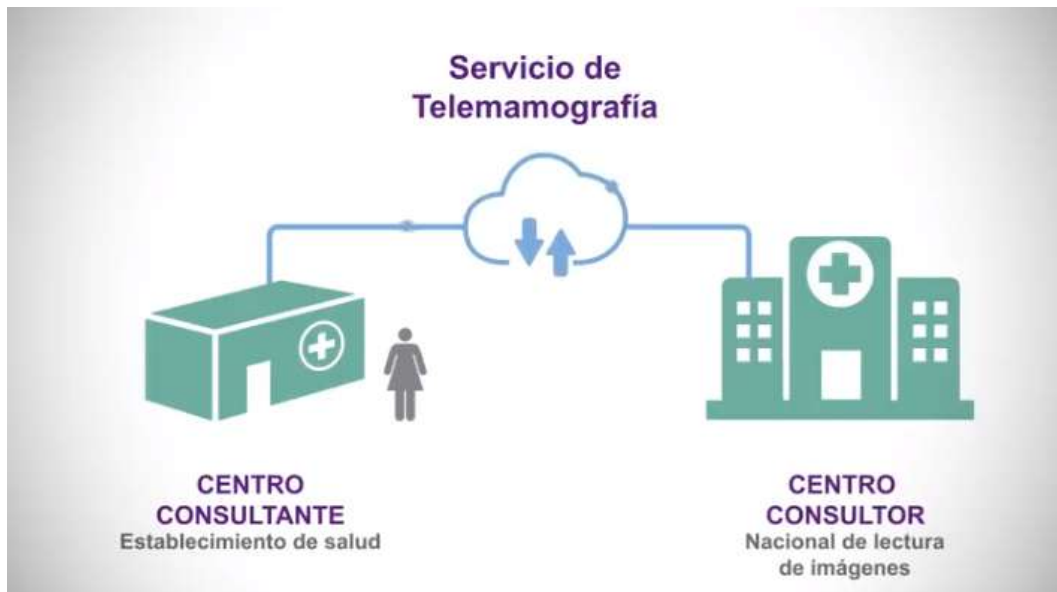 Servicio de
Telemamografía
CENTRO
CONSULTANTE
Establecimiento de salud
CENTRO
CONSULTOR
Nacional de lectura
de imágenes